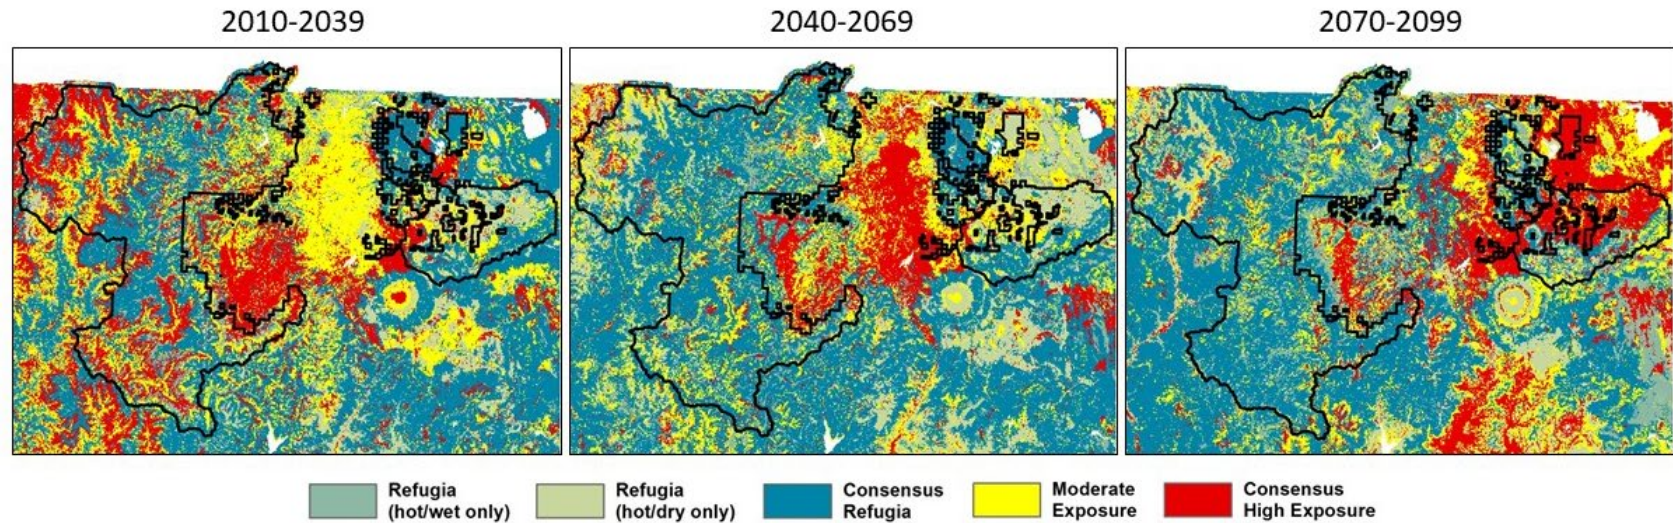 2010-2039
2040-2069
2070-2099
Refugia
(hot/wet only)
Refugia
(hot/dry only)
Consensus
Refugia
Moderate
Exposure
Consensus
High Exposure